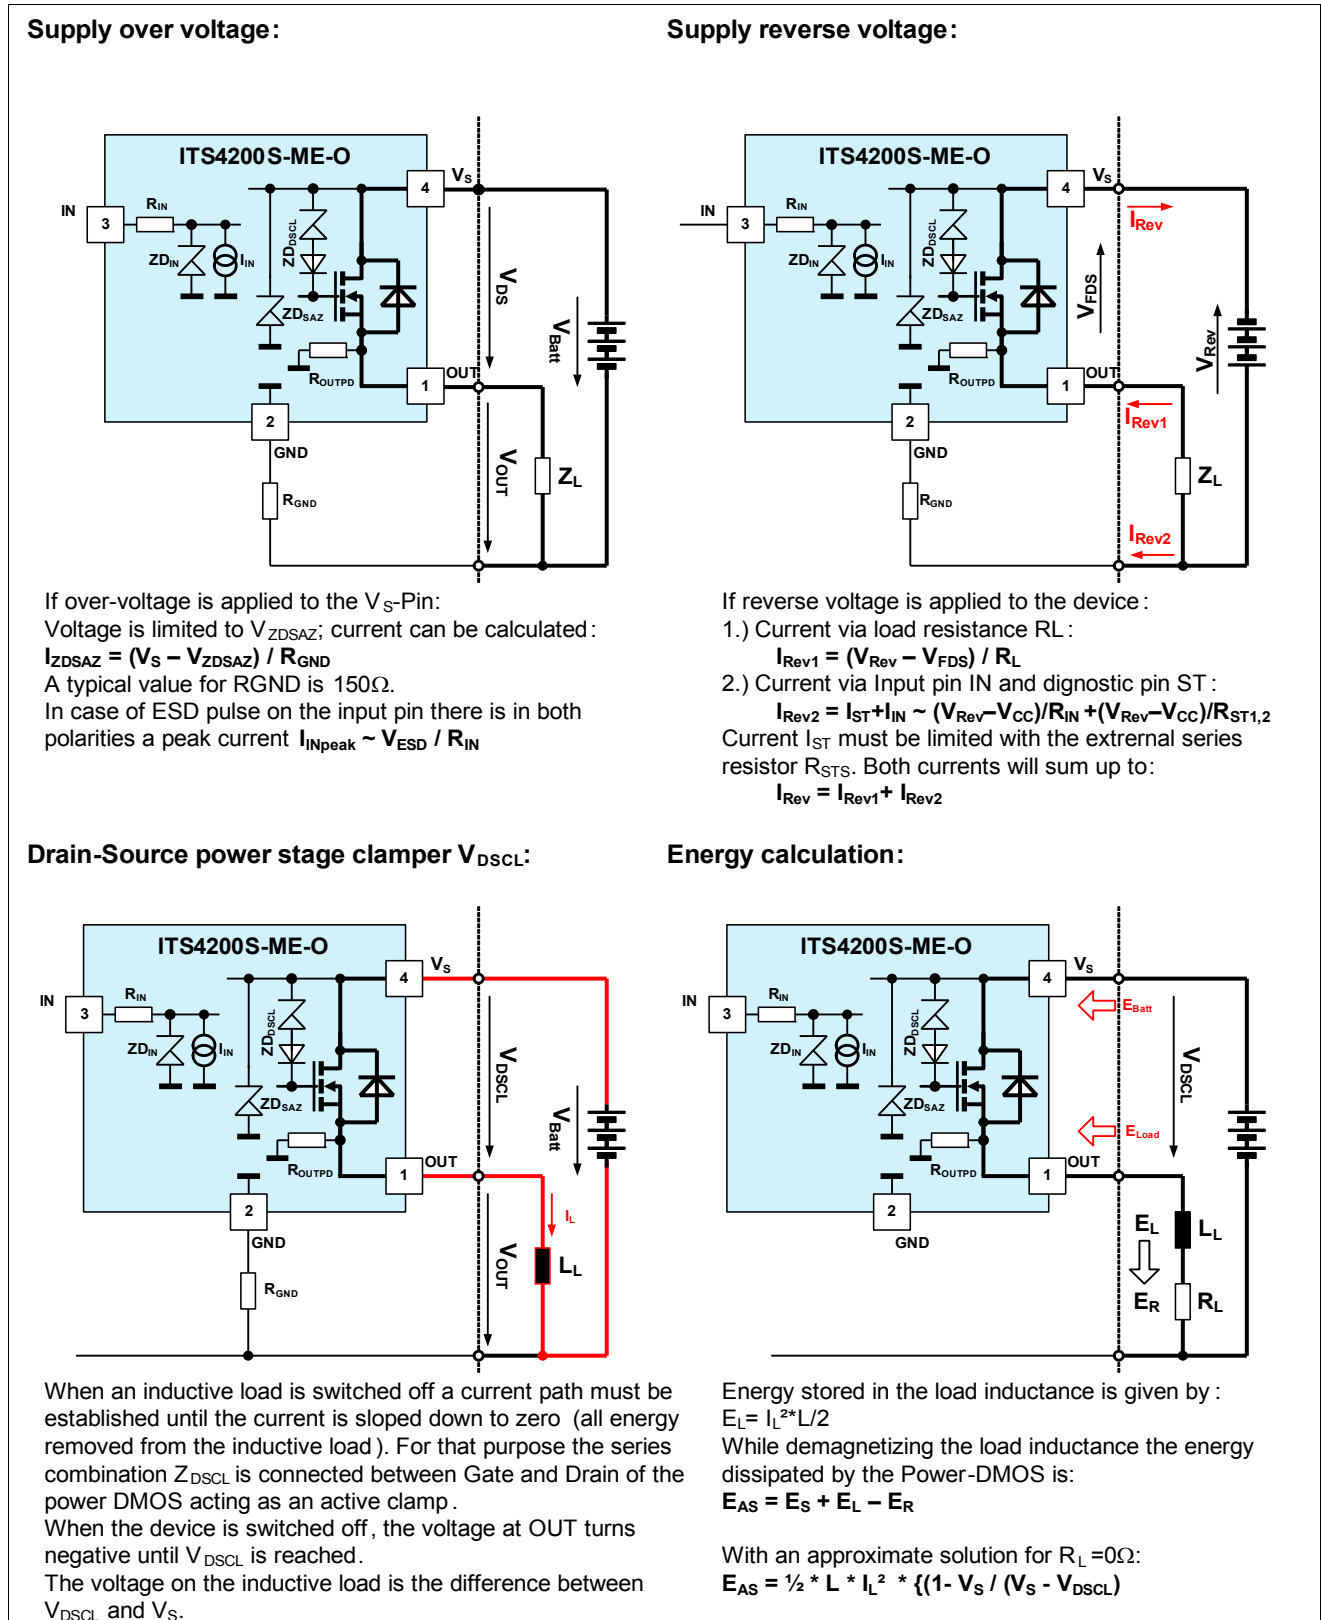 Supply over voltage:
ITS4200S-ME-O
IN
3
RIN
ZDIN
IIN
ZDDSCL
ZDSAZ
ROUTPD
4
VS
VDS
VBatt
1
OUT
2
GND
RGND
VOUT
ZL
If over-voltage is applied to the VS-Pin:
Voltage is limited to VZDSAZ; current can be calculated:
IZDSAZ = (VS – VZDSAZ) / RGND
A typical value for RGND is 150Ω.
In case of ESD pulse on the input pin there is in both
polarities a peak current IINpeak ~ VESD / RIN
Supply reverse voltage:
ITS4200S-ME-O
IN
3
RIN
ZDIN
IIN
ZDDSCL
ZDSAZ
ROUTPD
4
VS
IRev
VFDS
VRev
1
OUT
IRev1
2
GND
RGND
ZL
IRev2
If reverse voltage is applied to the device:
1.) Current via load resistance RL:
IRev1 = (VRev – VFDS) / RL
2.) Current via Input pin IN and dignostic pin ST:
IRev2 = IST+IIN ~ (VRev–VCC)/RIN +(VRev–VCC)/RST1,2
Current IST must be limited with the extrernal series
resistor RSTS. Both currents will sum up to:
IRev = IRev1+ IRev2
Drain-Source power stage clamper VDSCL:
ITS4200S-ME-O
IN
3
RIN
ZDIN
IIN
ZDDSCL
ZDSAZ
ROUTPD
4
VS
VDSCL
VBatt
1
OUT
IL
2
GND
RGND
VOUT
LL
When an inductive load is switched off a current path must be
established until the current is sloped down to zero (all energy
removed from the inductive load). For that purpose the series
combination ZDSCL is connected between Gate and Drain of the
power DMOS acting as an active clamp.
When the device is switched off, the voltage at OUT turns
negative until VDSCL is reached.
The voltage on the inductive load is the difference between
VDSCL and VS.
Energy calculation:
ITS4200S-ME-O
IN
3
RIN
ZDIN
IIN
ZDDSCL
ZDSAZ
ROUTPD
4
VS
EBatt
VDSCL
ELoad
1
OUT
2
GND
EL
LL
ER
RL
Energy stored in the load inductance is given by:
EL= IL²*L/2
While demagnetizing the load inductance the energy
dissipated by the Power-DMOS is:
EAS = ES + EL – ER
With an approximate solution for RL =0Ω:
EAS = ½ * L * IL² * {(1- VS / (VS - VDSCL)